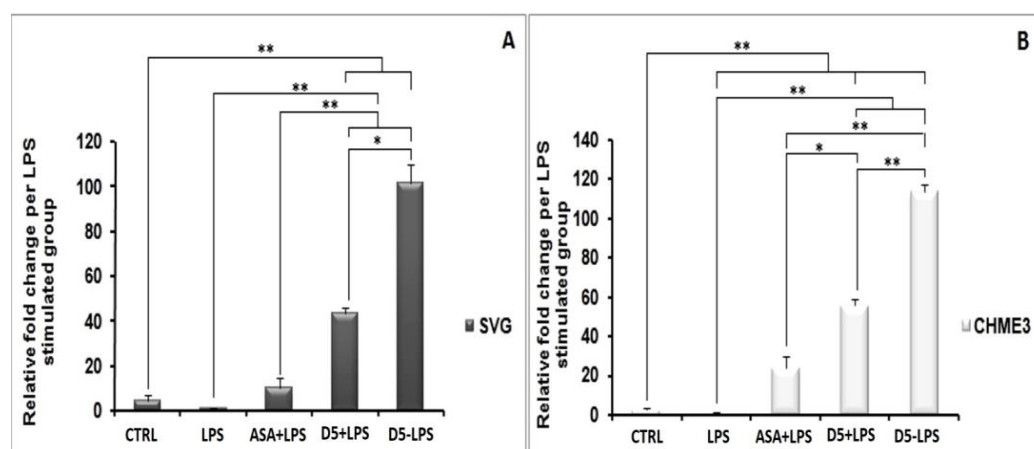 A
**
**
**
*
Relative fold change per LPS
stimulated group
120
100
80
60
40
20
0
CTRL LPS ASA+LPS D5+LPS D5-LPS
SVG
B
**
**
**
*
**
Relative fold change per LPS
stimulated group
140
120
100
80
60
40
20
0
CTRL LPS ASA+LPS D5+LPS D5-LPS
CHME3